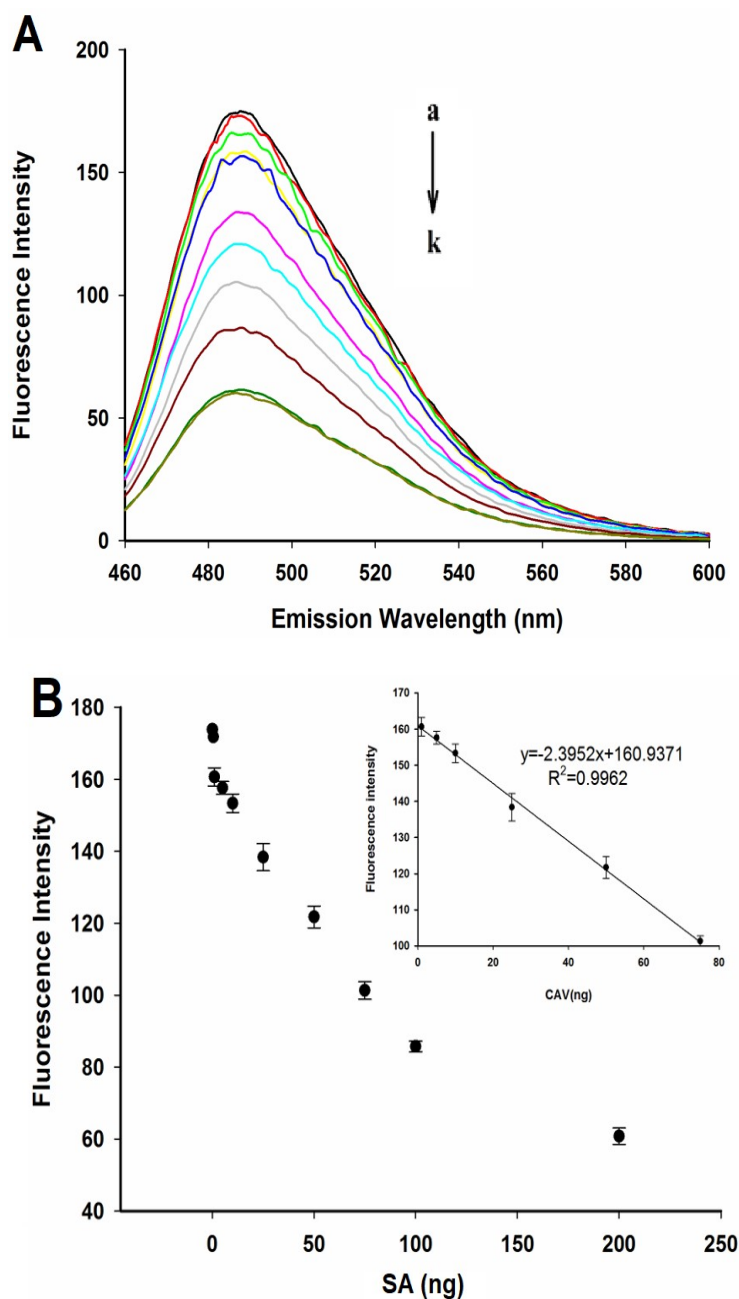 A
200
150
100
50
0
Fluorescence Intensity
a
k
460 480 500 520 540 560 580 600
Emission Wavelength (nm)
B
180
160
140
120
100
80
60
40
Fluorescence Intensity
0 50 100 150 200 250
SA (ng)
170
160
150
140
130
120
110
100
Fluorescence intensity
y=-2.3952x+160.9371
R²=0.9962
0 20 40 60 80
CAV(ng)